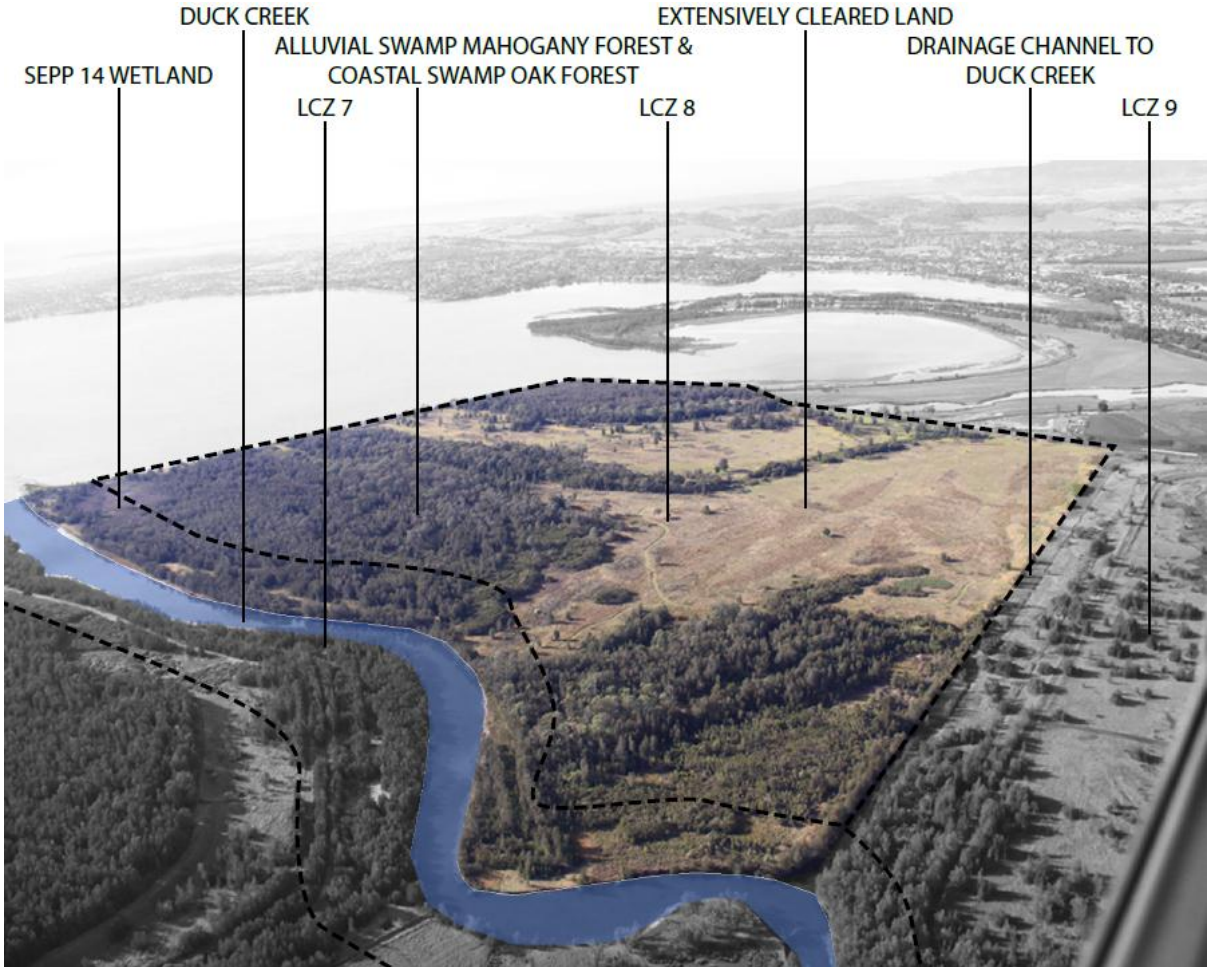 DUCK CREEK
EXTENSIVELY CLEARED LAND
ALLUVIAL SWAMP MAHOGANY FOREST &
COASTAL SWAMP OAK FOREST
DRAINAGE CHANNEL TO
DUCK CREEK
SEPP 14 WETLAND
LCZ 7
LCZ 8
LCZ 9